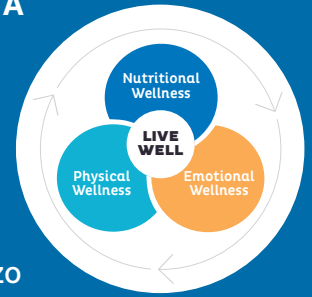 A
Nutritional
Wellness
LIVE
WELL
Physical
Wellness
Emotional
Wellness
ZO